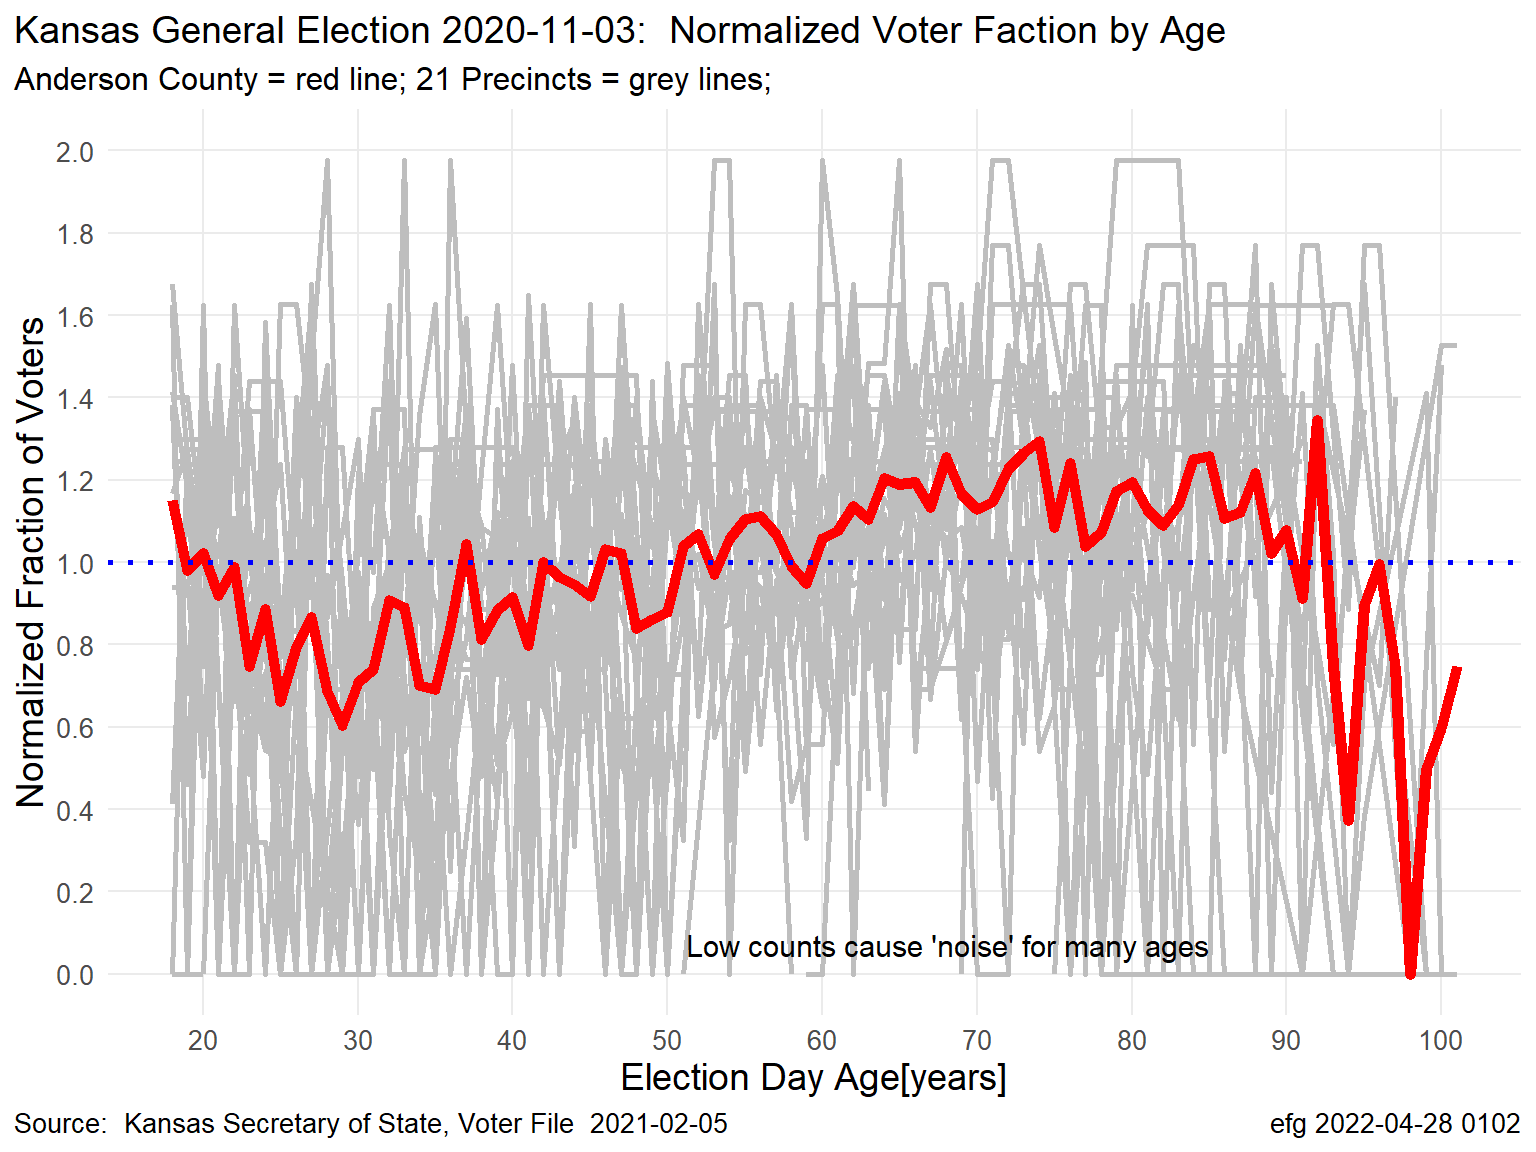 Kansas General Election 2020-11-03:  Normalized Voter Faction by Age
Anderson County = red line; 21 Precincts = grey lines;
Normalized Fraction of Voters
2.0
1.8
1.6
1.4
1.2
1.0
0.8
0.6
0.4
0.2
0.0
Low counts cause 'noise' for many ages
20 30 40 50 60 70 80 90 100
Election Day Age[years]
Source:  Kansas Secretary of State, Voter File  2021-02-05
efg 2022-04-28 0102